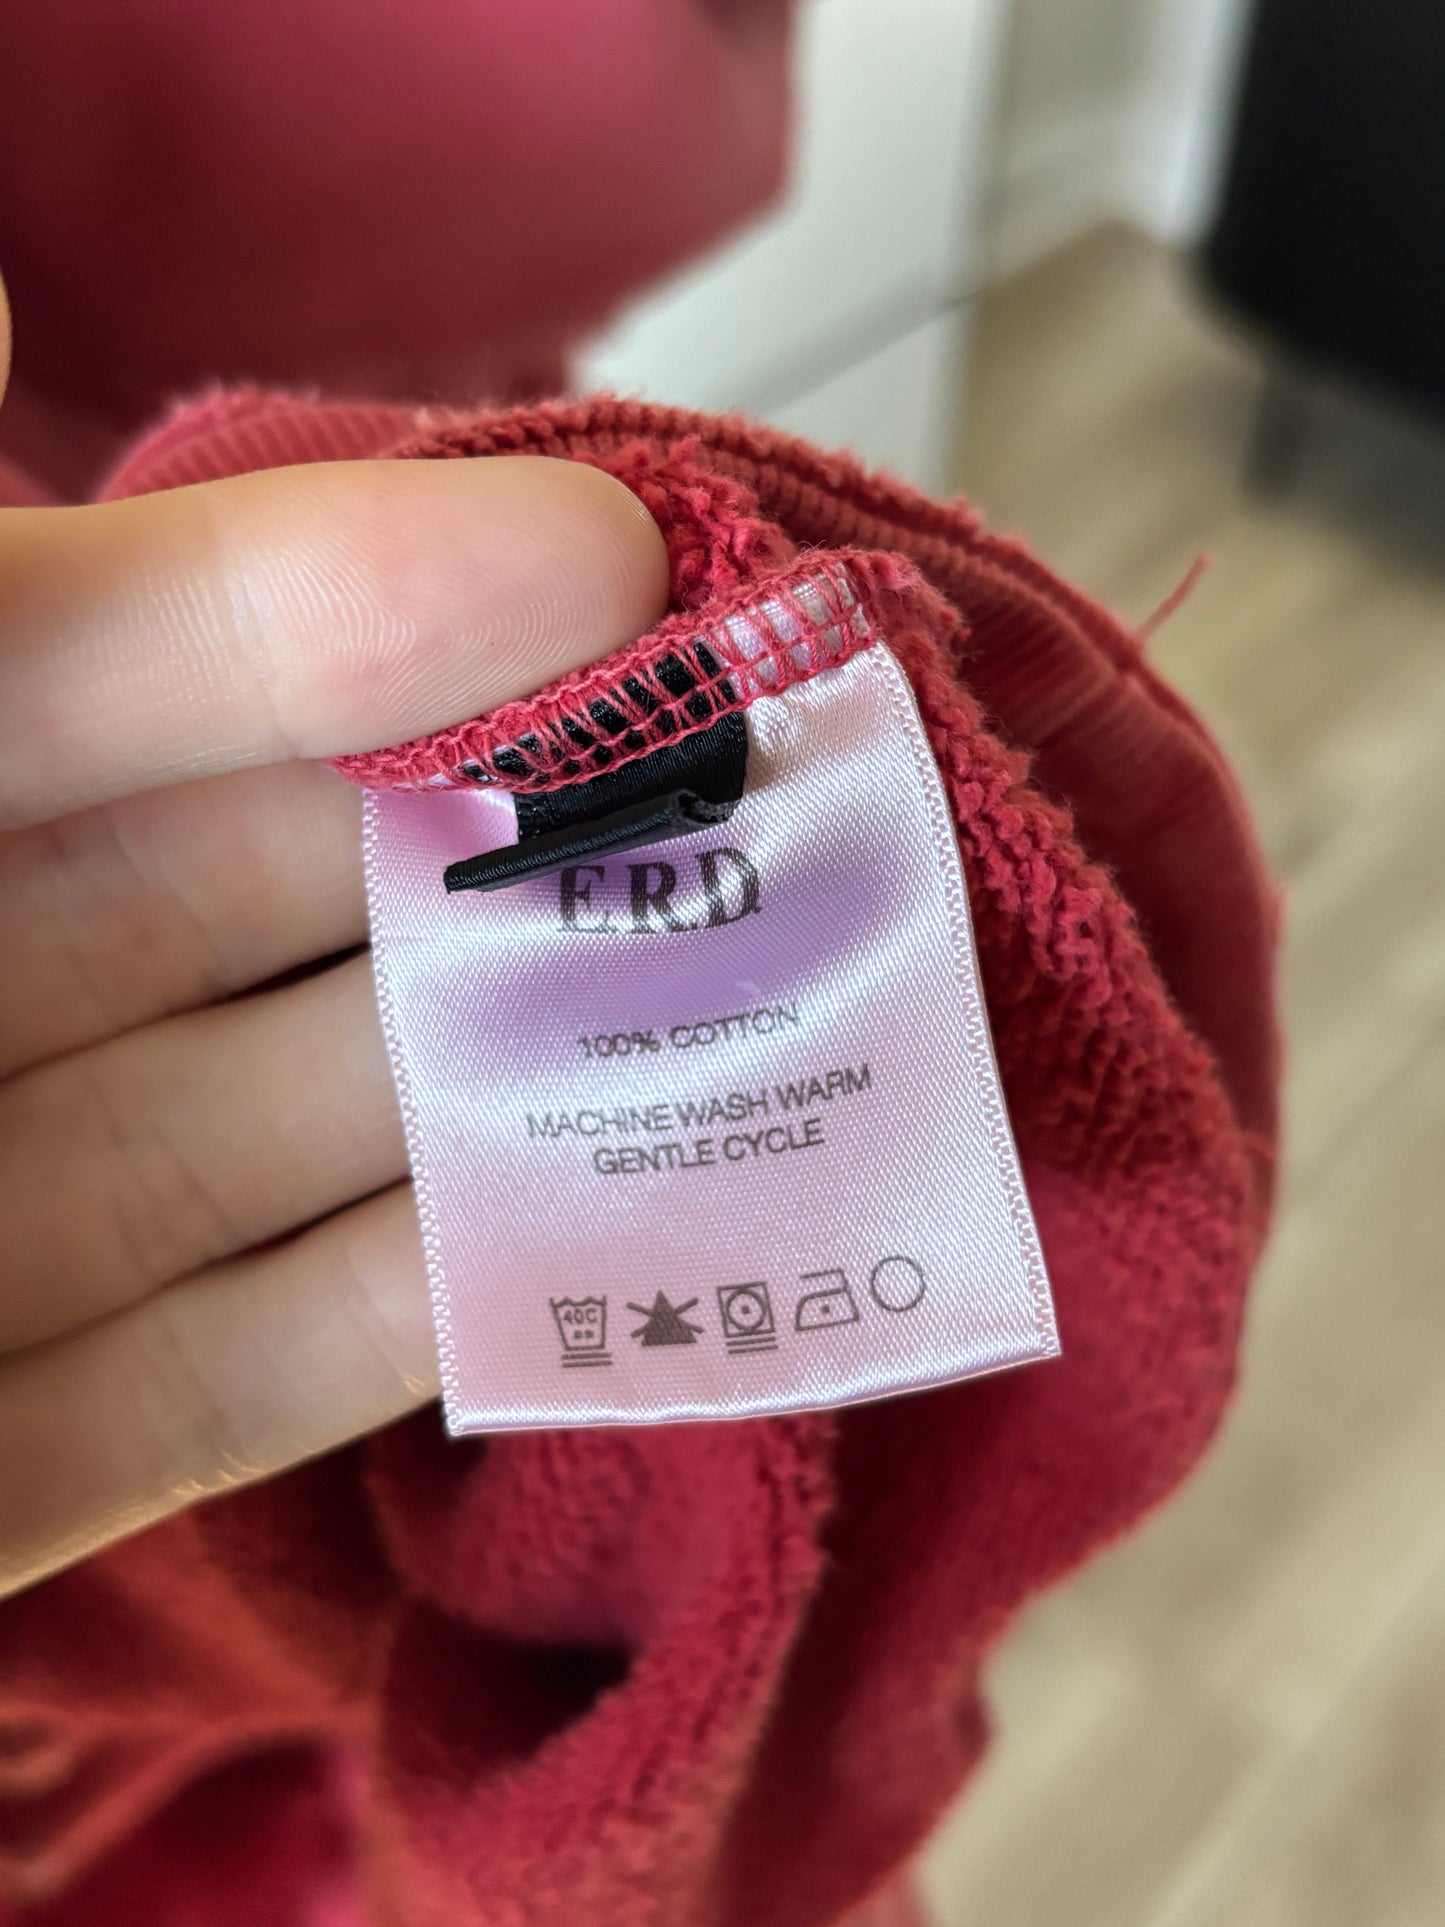 E.R.D.
100% COTTON
MACHINE WASH WARM
GENTLE CYCLE
40C